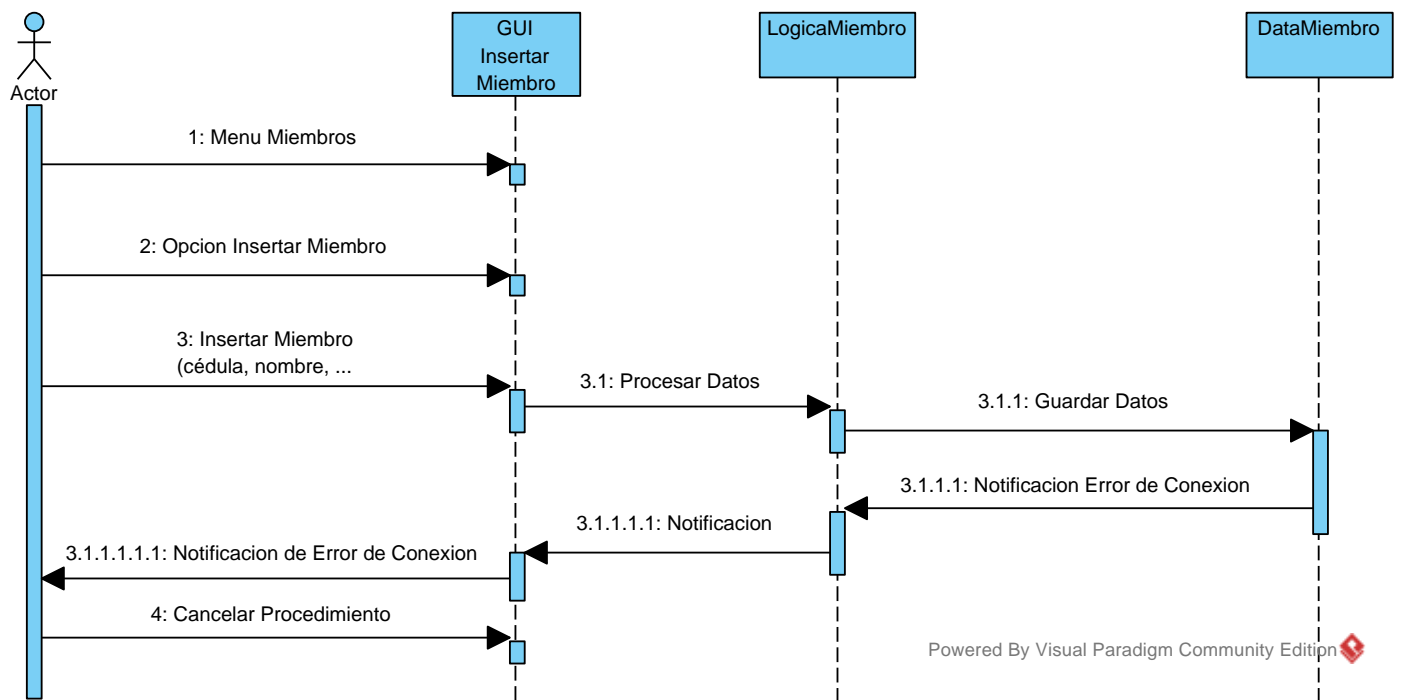 Actor
GUI
Insertar
Miembro
LogicaMiembro
DataMiembro
1: Menu Miembros
2: Opcion Insertar Miembro
3: Insertar Miembro
(cédula, nombre, ...
3.1: Procesar Datos
3.1.1: Guardar Datos
3.1.1.1: Notificacion Error de Conexion
3.1.1.1.1: Notificacion
3.1.1.1.1.1: Notificacion de Error de Conexion
4: Cancelar Procedimiento
Powered By Visual Paradigm Community Edition